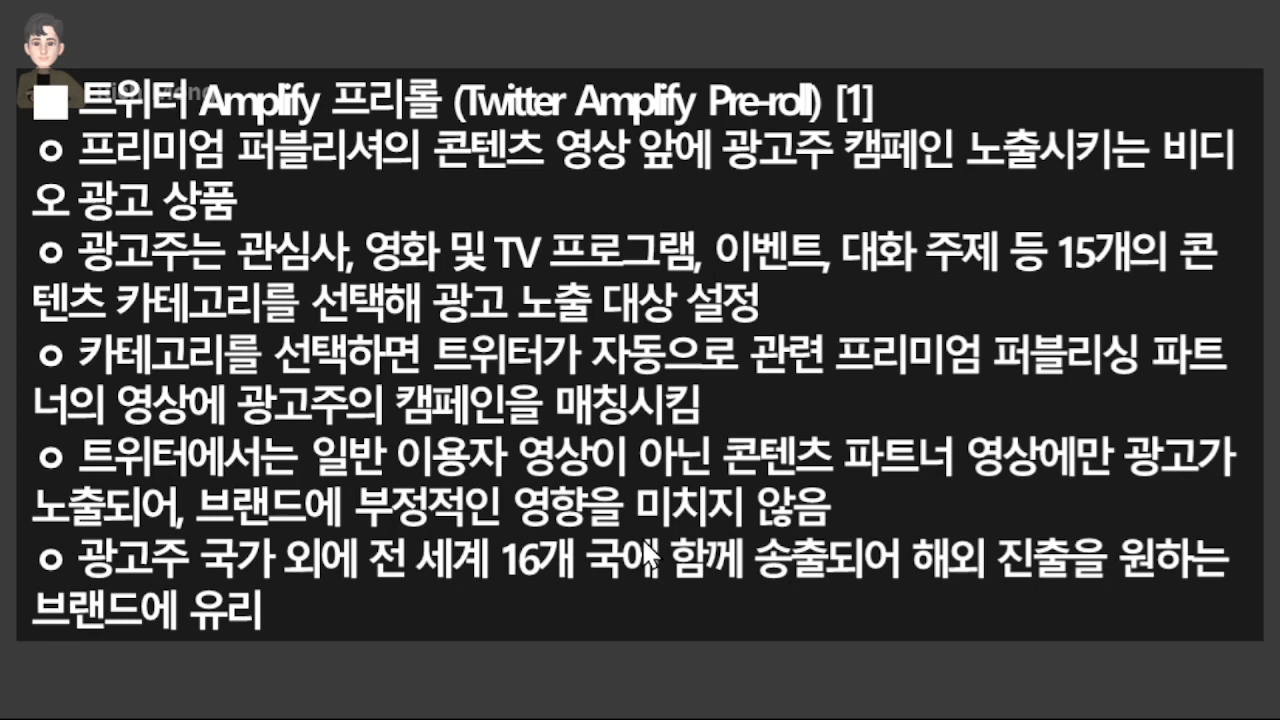 ■ 트위터 Amplify 프리롤 (Twitter Amplify Pre-roll) [1]
ㅇ 프리미엄 퍼블리셔의 콘텐츠 영상 앞에 광고주 캠페인 노출시키는 비디
오 광고 상품
ㅇ 광고주는 관심사, 영화 및 TV 프로그램, 이벤트, 대화 주제 등 15개의 콘
텐츠 카테고리를 선택해 광고 노출 대상 설정
ㅇ 카테고리를 선택하면 트위터가 자동으로 관련 프리미엄 퍼블리싱 파트
너의 영상에 광고주의 캠페인을 매칭시킴
ㅇ 트위터에서는 일반 이용자 영상이 아닌 콘텐츠 파트너 영상에만 광고가
노출되어, 브랜드에 부정적인 영향을 미치지 않음
ㅇ 광고주 국가 외에 전 세계 16개 국에 함께 송출되어 해외 진출을 원하는
브랜드에 유리